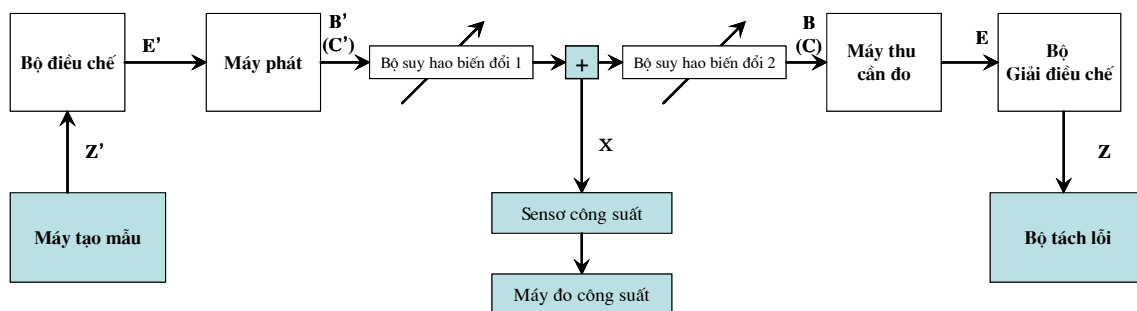 B’
(C’)
B
(C)
E’
E
Bộ điều chế
Máy phát
Bộ suy hao biến đổi 1
+
Bộ suy hao biến đổi 2
Máy thu
cần đo
Bộ
Giải điều chế
Z’
X
Z
Máy tạo mẫu
Sensơ công suất
Bộ tách lỗi
Máy đo công suất